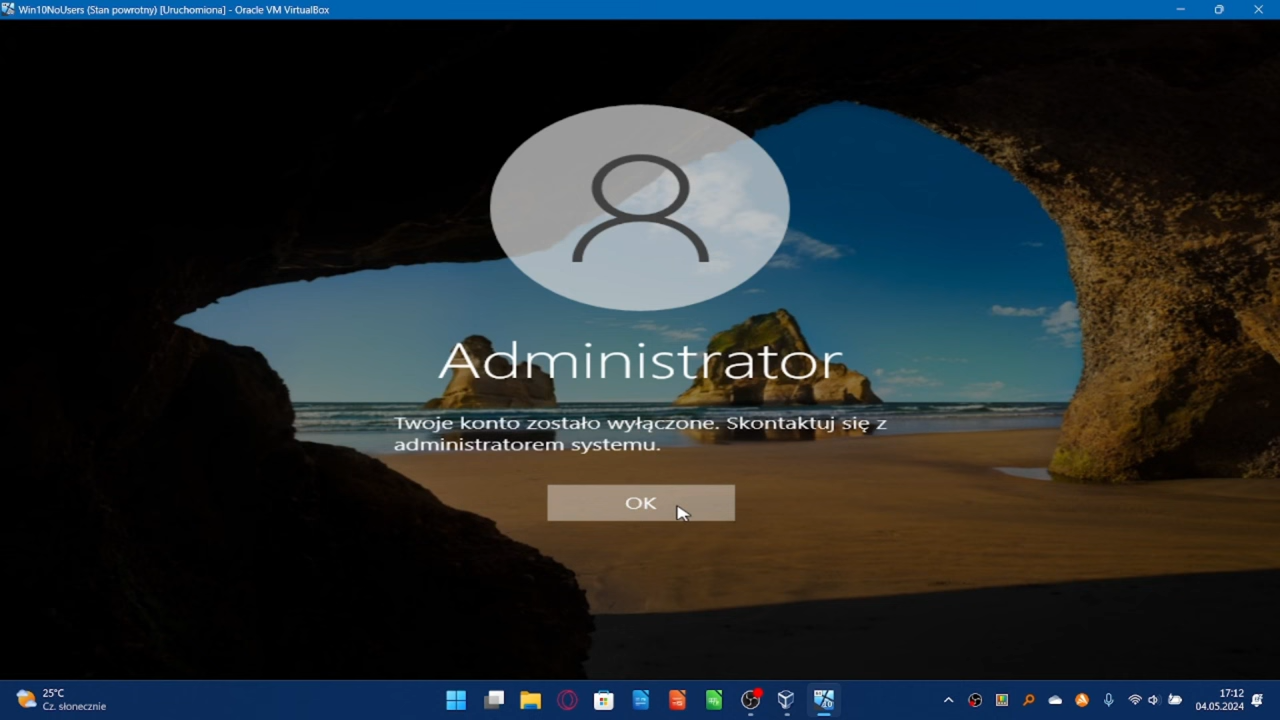 Win10NoUsers (Stan powrotny) [Uruchomiona] - Oracle VM VirtualBox
Administrator
Twoje konto zostało wyłączone. Skontaktuj się z
administratorem systemu.
OK
25°C
Cz. słonecznie
17:12
04.05.2024